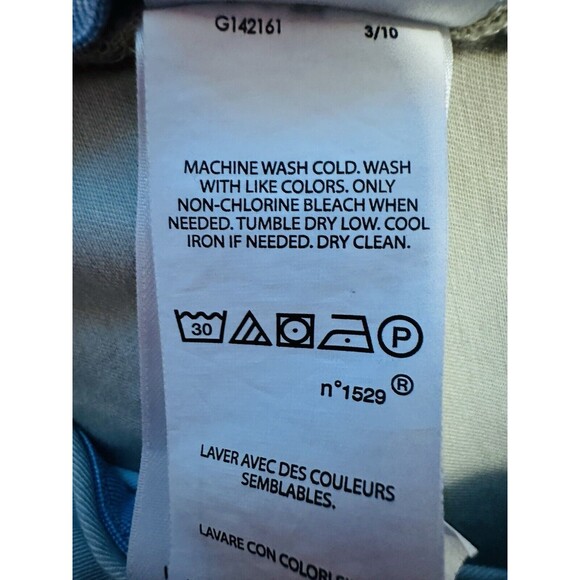 G142161 3/10
MACHINE WASH COLD. WASH
WITH LIKE COLORS. ONLY
NON-CHLORINE BLEACH WHEN
NEEDED. TUMBLE DRY LOW. COOL
IRON IF NEEDED. DRY CLEAN.
30 P
n°1529 ®
LAVER AVEC DES COULEURS
SEMBLABLES.
LAVARE CON COLORI